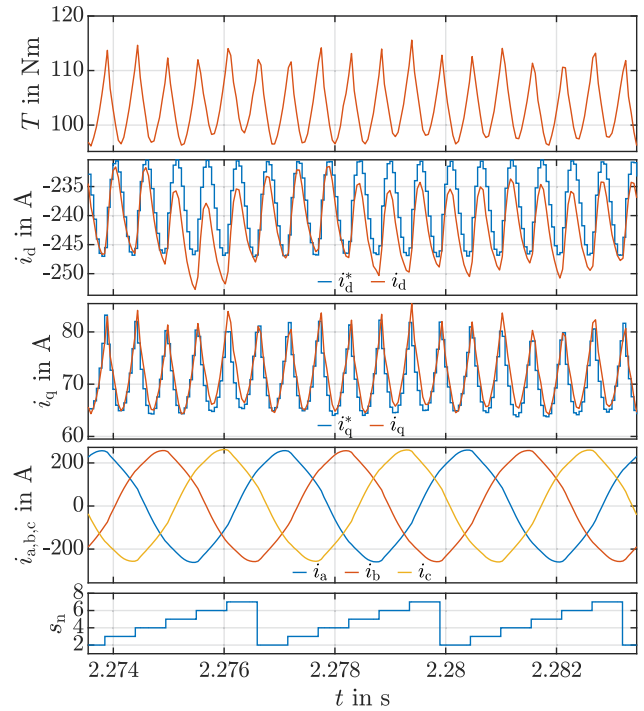 120
110
100
T in Nm
-235
-240
-245
-250
i_d in A
i_d^* i_d
80
70
60
i_q in A
i_q^* i_q
200
0
-200
i_a,b,c in A
i_a i_b i_c
8
6
4
2
s_n
2.274 2.276 2.278 2.28 2.282
t in s